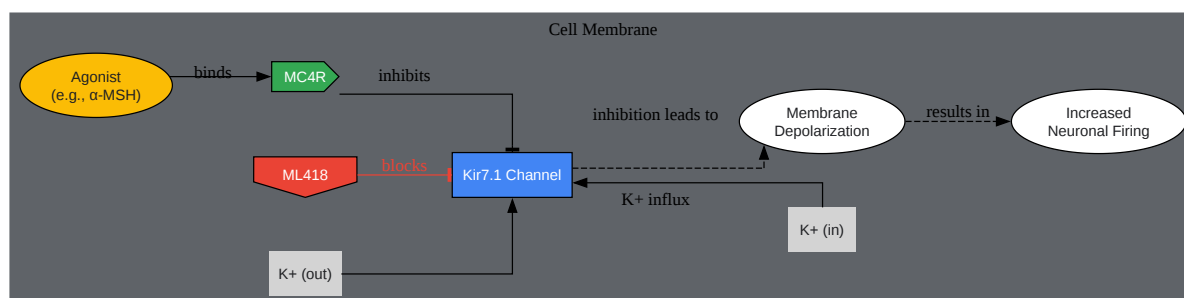 Cell Membrane
Agonist
(e.g., α-MSH)
binds
MC4R
inhibits
inhibition leads to
Membrane
Depolarization
results in
Increased
Neuronal Firing
ML418
blocks
Kir7.1 Channel
K+ influx
K+ (in)
K+ (out)